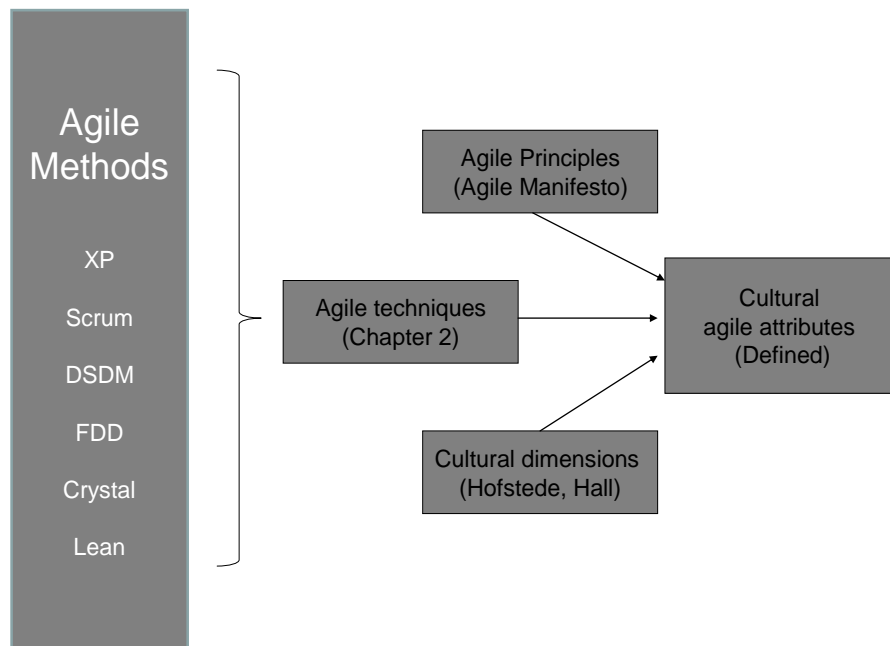 Agile
Methods
XP
Scrum
DSDM
FDD
Crystal
Lean
Agile techniques
(Chapter 2)
Agile Principles
(Agile Manifesto)
Cultural dimensions
(Hofstede, Hall)
Cultural
agile attributes
(Defined)